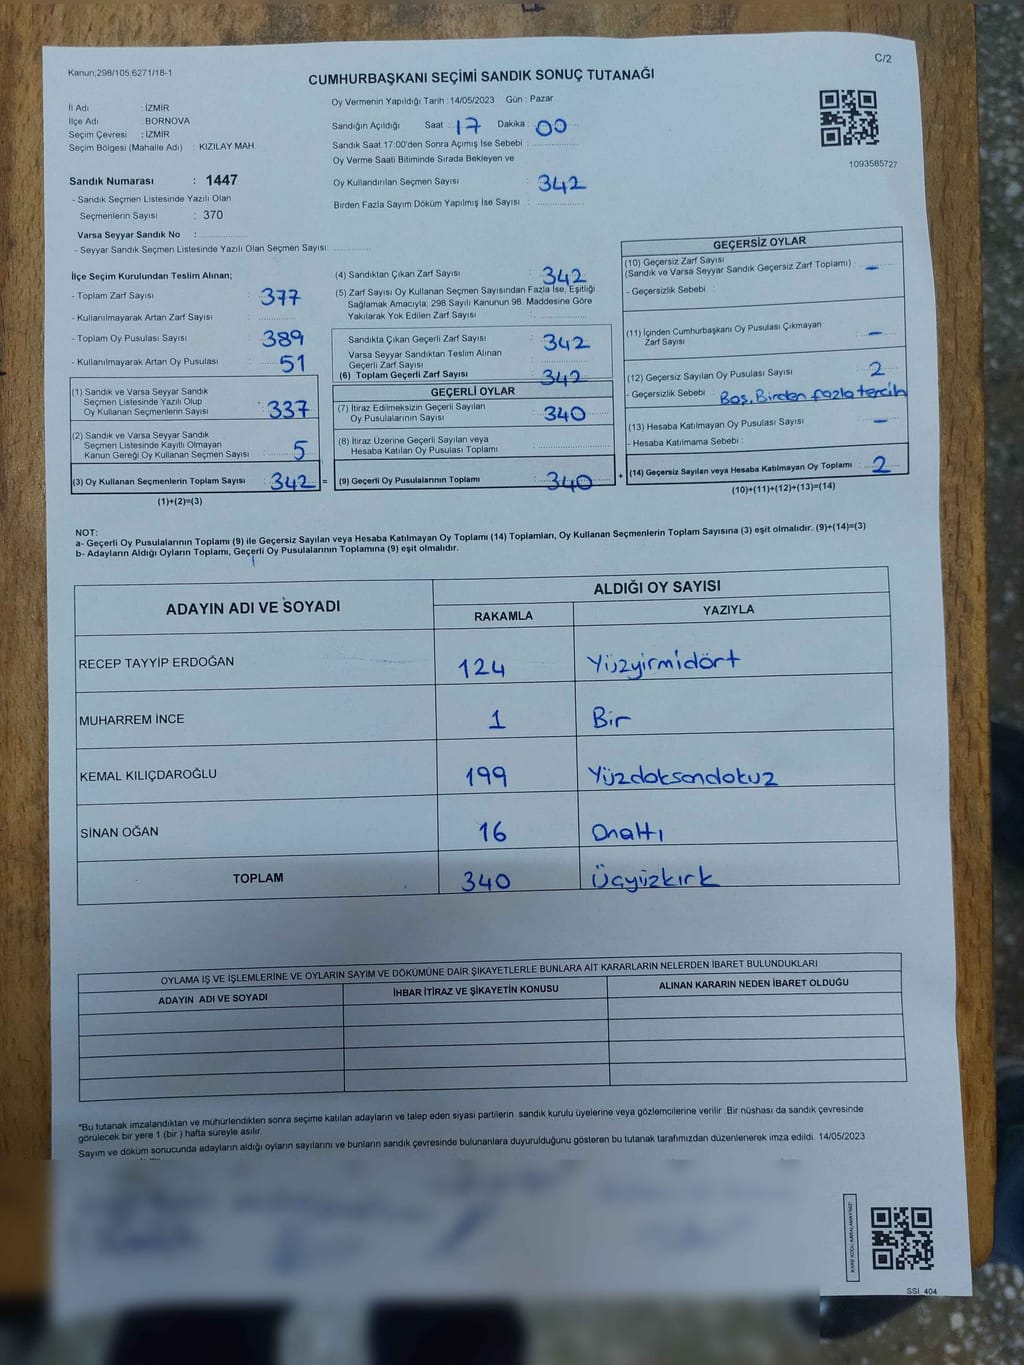 Kanun;298/105;6271/18-1
C/2
CUMHURBAŞKANI SEÇİMİ SANDIK SONUÇ TUTANAĞI
İl Adı : İZMİR
İlçe Adı : BORNOVA
Seçim Çevresi : İZMİR
Seçim Bölgesi (Mahalle Adı) : KIZILAY MAH.
Oy Vermenin Yapıldığı Tarih : 14/05/2023 Gün : Pazar
Sandığın Açıldığı Saat : 17 Dakika : 00
Sandık Saat 17:00'den Sonra Açımış İse Sebebi :
Oy Verme Saati Bitiminde Sırada Bekleyen ve
Oy Kullandırılan Seçmen Sayısı : 342
Birden Fazla Sayım Döküm Yapılmış İse Sayısı :
1093585727
Sandık Numarası : 1447
- Sandık Seçmen Listesinde Yazılı Olan
Seçmenlerin Sayısı : 370
Varsa Seyyar Sandık No :
- Seyyar Sandık Seçmen Listesinde Yazılı Olan Seçmen Sayısı:
İlçe Seçim Kurulundan Teslim Alınan;
- Toplam Zarf Sayısı : 377
- Kullanılmayarak Artan Zarf Sayısı :
- Toplam Oy Pusulası Sayısı : 389
- Kullanılmayarak Artan Oy Pusulası : 51
(1) Sandık ve Varsa Seyyar Sandık
Seçmen Listesinde Yazılı Olup
Oy Kullanan Seçmenlerin Sayısı : 337
(2) Sandık ve Varsa Seyyar Sandık
Seçmen Listesinde Kayıtlı Olmayan
Kanun Gereği Oy Kullanan Seçmen Sayısı : 5
(3) Oy Kullanan Seçmenlerin Toplam Sayısı : 342 =
(1)+(2)=(3)
(4) Sandıktan Çıkan Zarf Sayısı : 342
(5) Zarf Sayısı Oy Kullanan Seçmen Sayısından Fazla İse, Eşitliği
Sağlamak Amacıyla, 298 Sayılı Kanunun 98. Maddesine Göre
Yakılarak Yok Edilen Zarf Sayısı :
Sandıkta Çıkan Geçerli Zarf Sayısı : 342
Varsa Seyyar Sandıktan Teslim Alınan
Geçerli Zarf Sayısı :
(6) Toplam Geçerli Zarf Sayısı : 342
GEÇERLİ OYLAR
(7) İtiraz Edilmeksizin Geçerli Sayılan
Oy Pusulasının Sayısı : 340
(8) İtiraz Üzerine Geçerli Sayılan veya
Hesaba Katılan Oy Pusulası Toplamı :
(9) Geçerli Oy Pusulalarının Toplamı : 340 +
GEÇERSİZ OYLAR
(10) Geçersiz Zarf Sayısı
(Sandık ve Varsa Seyyar Sandık Geçersiz Zarf Toplamı) : –
- Geçersizlik Sebebi :
(11) İçinden Cumhurbaşkanı Oy Pusulası Çıkmayan
Zarf Sayısı : –
(12) Geçersiz Sayılan Oy Pusulası Sayısı : 2
- Geçersizlik Sebebi : Boş, Birden fazla tercih
(13) Hesaba Katılmayan Oy Pusulası Sayısı : –
- Hesaba Katılmama Sebebi :
(14) Geçersiz Sayılan veya Hesaba Katılmayan Oy Toplamı : 2
(10)+(11)+(12)+(13)=(14)
NOT:
a- Geçerli Oy Pusulalarının Toplamı (9) ile Geçersiz Sayılan veya Hesaba Katılmayan Oy Toplamı (14) Toplamları, Oy Kullanan Seçmenlerin Toplam Sayısına (3) eşit olmalıdır. (9)+(14)=(3)
b- Adayların Aldığı Oyların Toplamı, Geçerli Oy Pusulalarının Toplamına (9) eşit olmalıdır.
ADAYIN ADI VE SOYADI
ALDIĞI OY SAYISI
RAKAMLA YAZIYLA
RECEP TAYYİP ERDOĞAN 124 Yüzyirmidört
MUHARREM İNCE 1 Bir
KEMAL KILIÇDAROĞLU 199 Yüzdoksandokuz
SİNAN OĞAN 16 Onaltı
TOPLAM 340 Üçyüzkırk
OYLAMA İŞ VE İŞLEMLERİNE VE OYLARIN SAYIM VE DÖKÜMÜNE DAİR ŞİKAYETLERLE BUNLARA AİT KARARLARIN NELERDEN İBARET BULUNDUKLARI
ADAYIN ADI VE SOYADI İHBAR İTİRAZ VE ŞİKAYETİN KONUSU ALINAN KARARIN NEDEN İBARET OLDUĞU
*Bu tutanak imzalandıktan ve mühürlendikten sonra seçime katılan adayların ve talep eden siyasi partilerin sandık kurulu üyelerine veya gözlemcilerine verilir .Bir nüshası da sandık çevresinde
görülecek bir yere 1 (bir ) hafta süreyle asılır.
Sayım ve döküm sonucunda adayların aldığı oyların sayılarını ve bunların sandık çevresinde bulunanlara duyurulduğunu gösteren bu tutanak tarafımızdan düzenlenerek imza edildi. 14/05/2023
KARE KODU KARALAMAYINIZ!
SSI 404